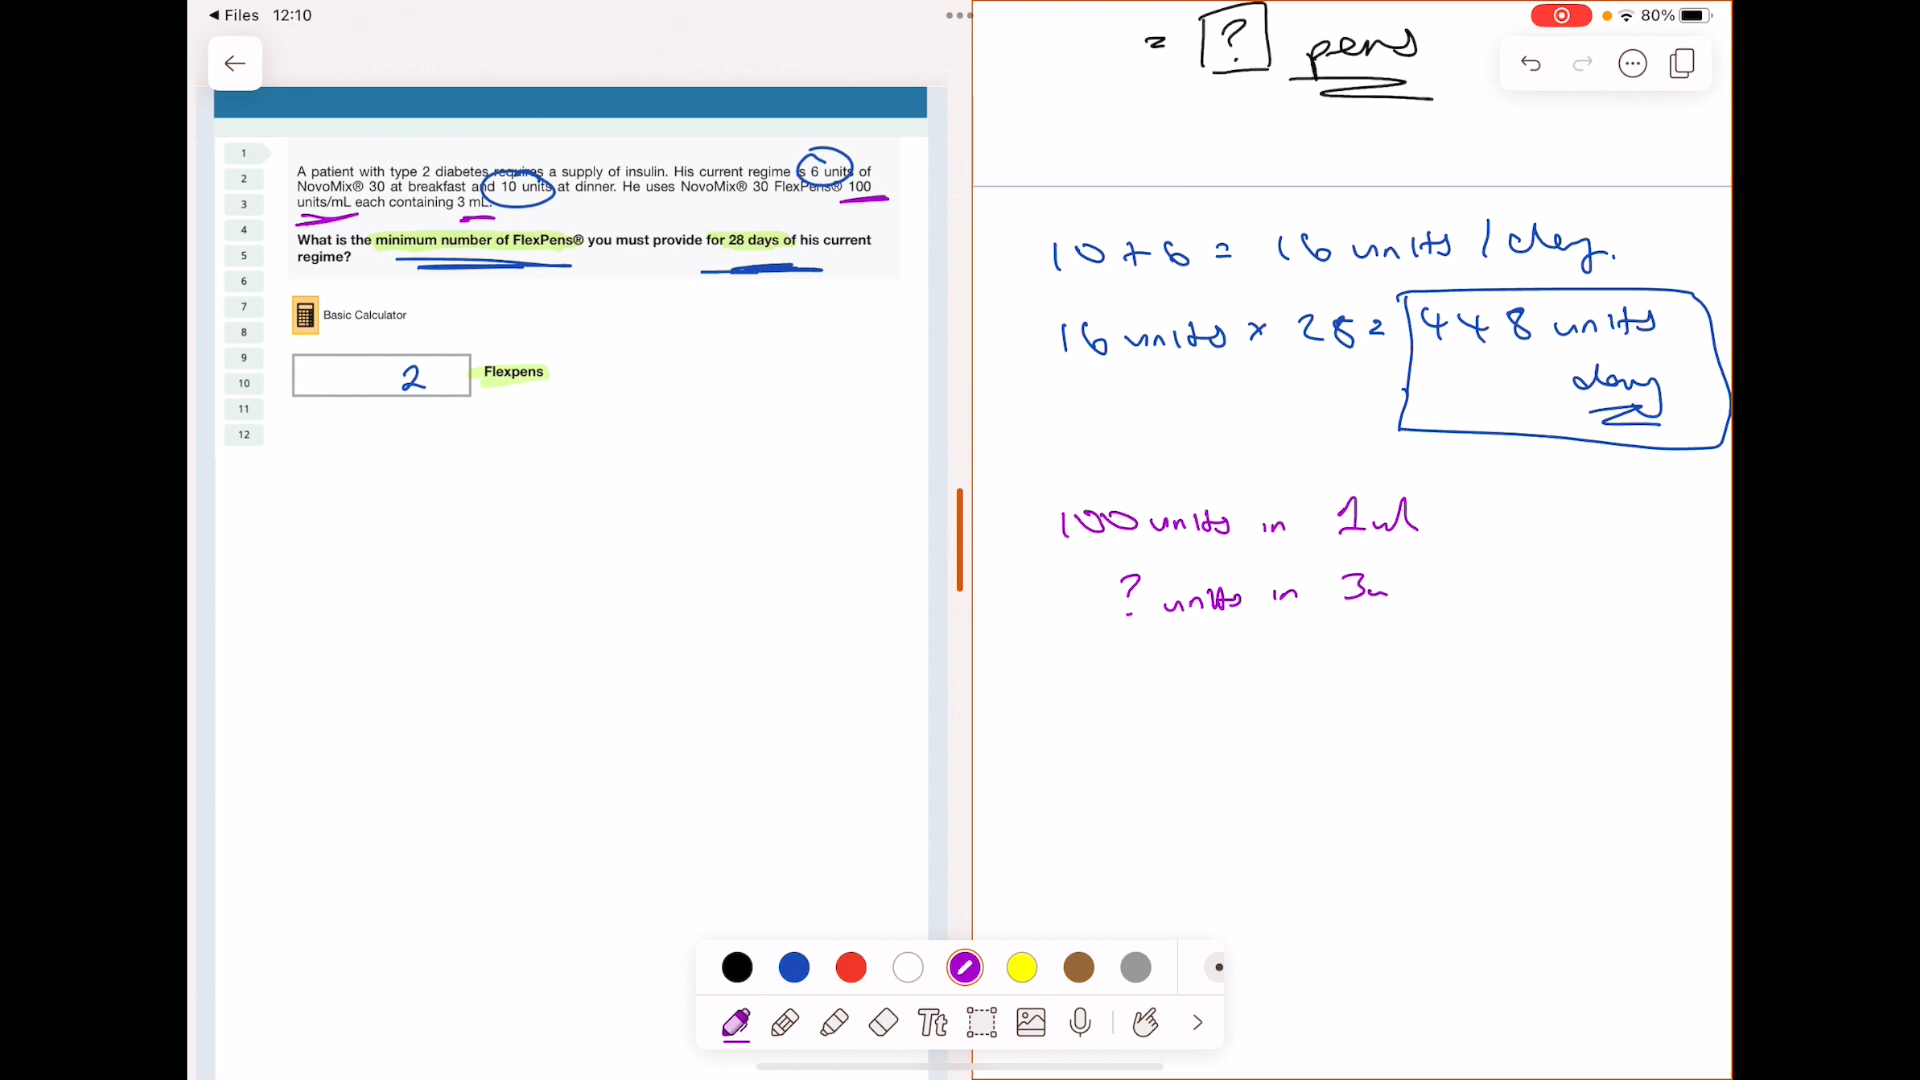 Files 12:10
80%
1
2
3
4
5
6
7
8
9
10
11
12
A patient with type 2 diabetes requires a supply of insulin. His current regime is 6 units of
NovoMix® 30 at breakfast and 10 units at dinner. He uses NovoMix® 30 FlexPens® 100
units/mL each containing 3 mL.
What is the minimum number of FlexPens® you must provide for 28 days of his current
regime?
Basic Calculator
2 Flexpens
= ? pens
10 + 6 = 16 units / day.
16 units × 28 = 448 units
day
100 units in 1ml
? units in 3
Tt